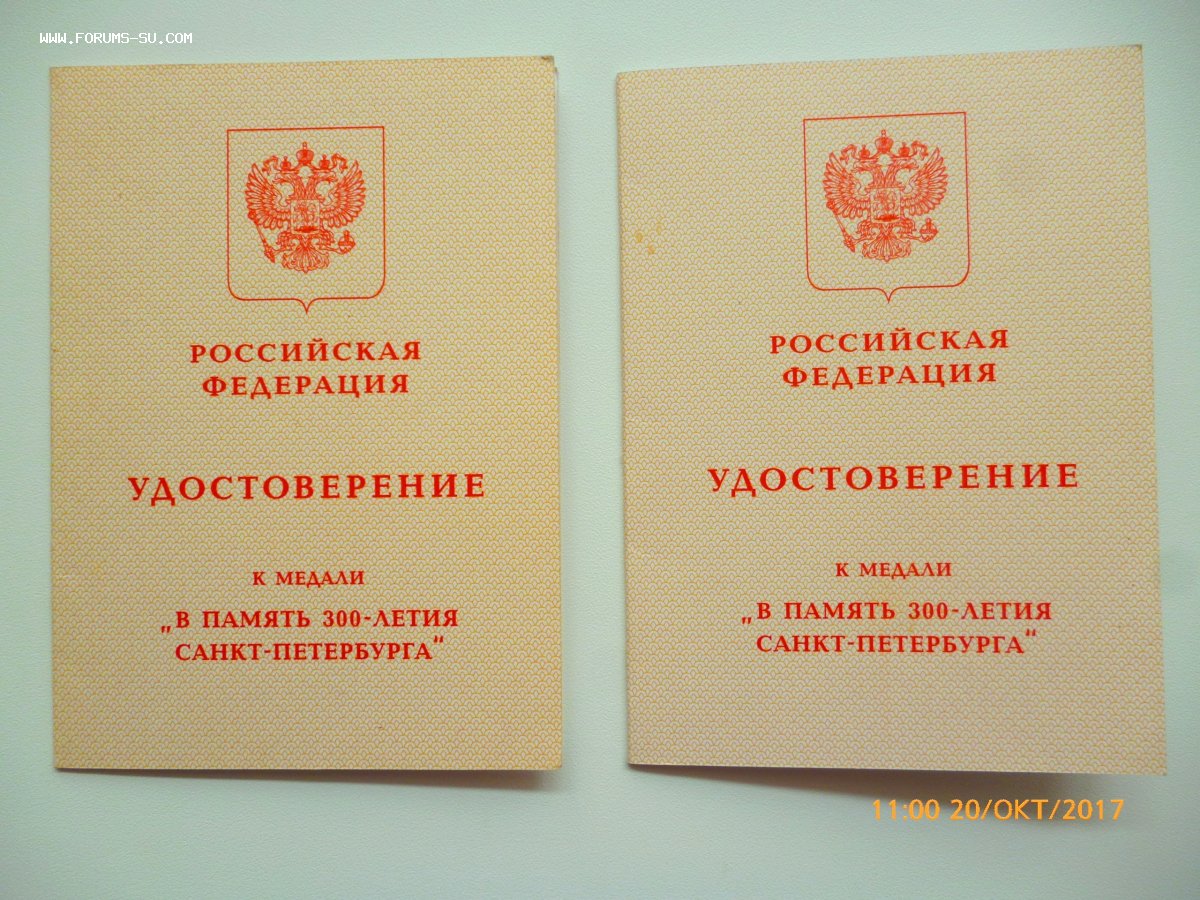 WWW.FORUMS-SU.COM
РОССИЙСКАЯ
ФЕДЕРАЦИЯ
УДОСТОВЕРЕНИЕ
К МЕДАЛИ
„В ПАМЯТЬ 300-ЛЕТИЯ
САНКТ-ПЕТЕРБУРГА“
РОССИЙСКАЯ
ФЕДЕРАЦИЯ
УДОСТОВЕРЕНИЕ
К МЕДАЛИ
„В ПАМЯТЬ 300-ЛЕТИЯ
САНКТ-ПЕТЕРБУРГА“
11:00 20/ОКТ/2017